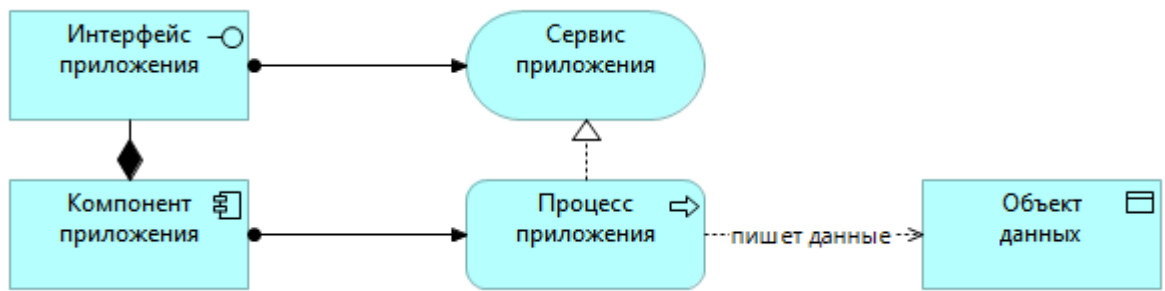 Интерфейс
приложения
Сервис
приложения
Компонент
приложения
Процесс
приложения
пишет данные
Объект
данных